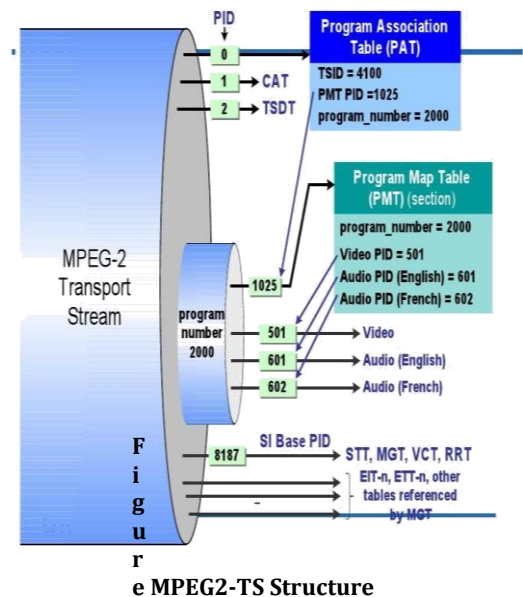 PID
0
1 CAT
2 TSDT
Program Association
Table (PAT)
TSID = 4100
PMT PID =1025
program_number = 2000
Program Map Table
(PMT) (section)
program_number = 2000
Video PID = 501
Audio PID (English) = 601
Audio PID (French) = 602
MPEG-2
Transport
Stream
program
number
2000
1025
501 Video
601 Audio (English)
602 Audio (French)
SI Base PID
8187 STT, MGT, VCT, RRT
EIT-n, ETT-n, other
tables referenced
by MGT
F
i
g
u
r
e MPEG2-TS Structure